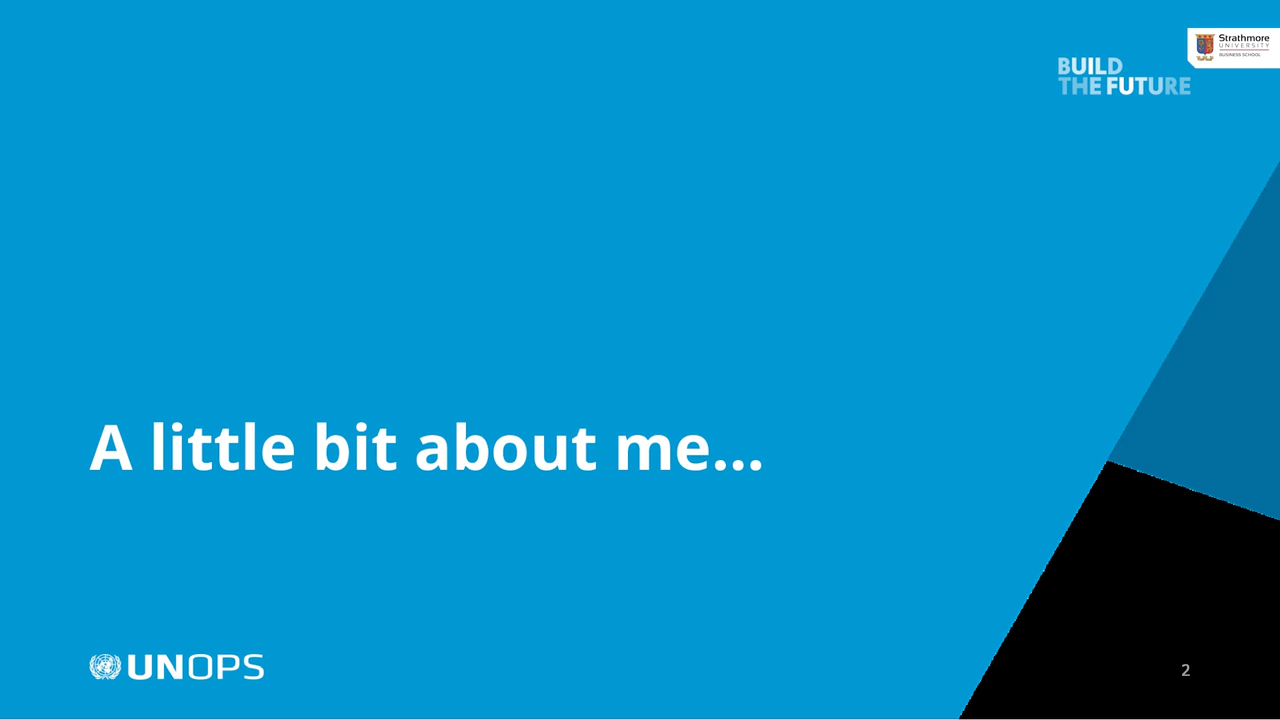 Strathmore
UNIVERSITY
BUSINESS SCHOOL
BUILD
THE FUTURE
A little bit about me...
UNOPS
2